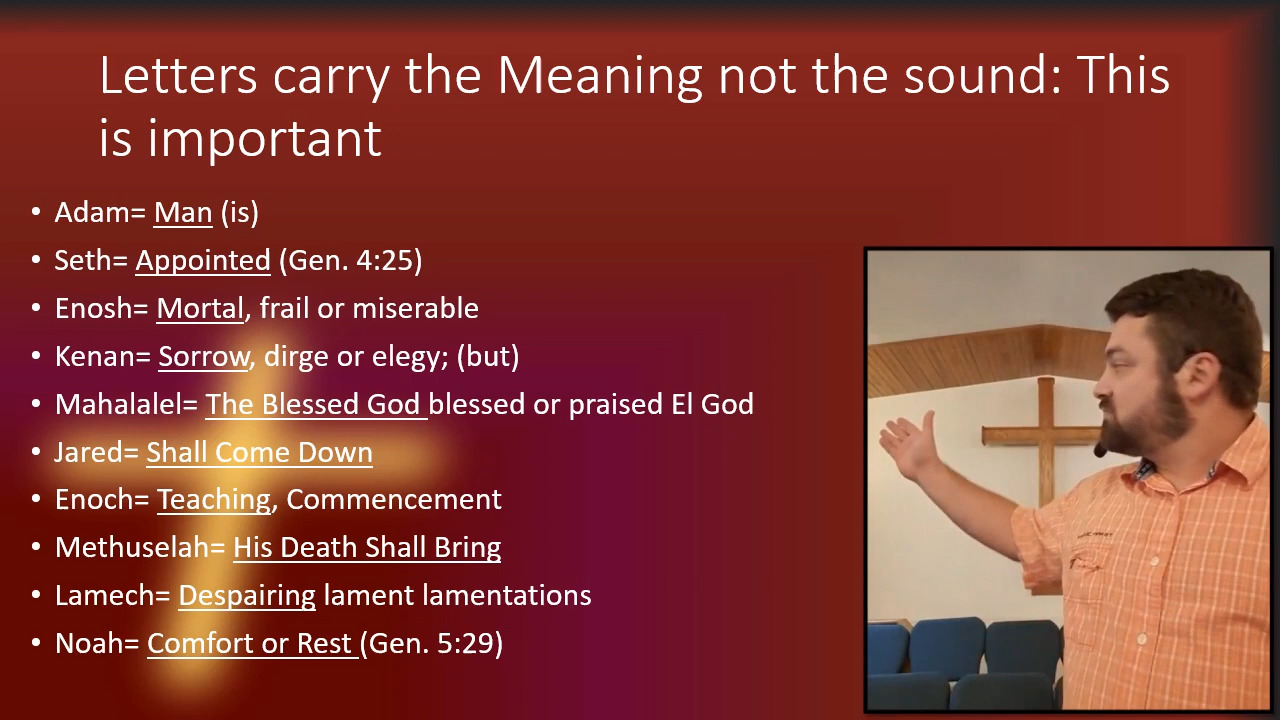 Letters carry the Meaning not the sound: This
is important
• Adam= Man (is)
• Seth= Appointed (Gen. 4:25)
• Enosh= Mortal, frail or miserable
• Kenan= Sorrow, dirge or elegy; (but)
• Mahalalel= The Blessed God blessed or praised El God
• Jared= Shall Come Down
• Enoch= Teaching, Commencement
• Methuselah= His Death Shall Bring
• Lamech= Despairing lament lamentations
• Noah= Comfort or Rest (Gen. 5:29)